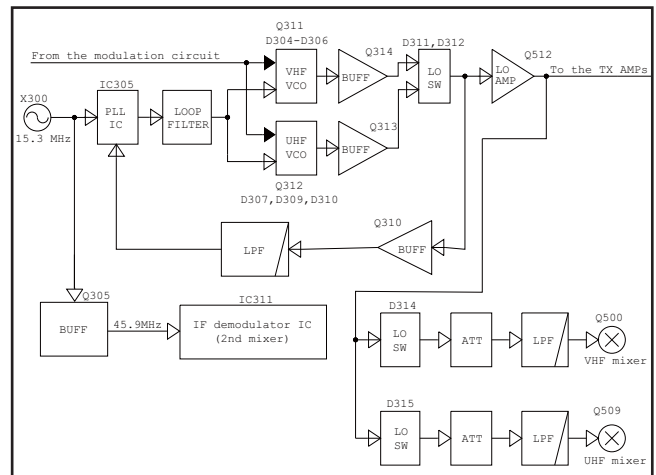 Q311
D304-D306
From the modulation circuit
Q314
D311,D312
Q512
To the TX AMPs
VHF
VCO
BUFF
LO
SW
LO
AMP
X300
IC305
PLL
IC
LOOP
FILTER
15.3 MHz
Q313
UHF
VCO
BUFF
Q312
D307,D309,D310
LPF
Q310
BUFF
Q305
BUFF
45.9MHz
IC311
IF demodulator IC
(2nd mixer)
D314
LO
SW
ATT
LPF
Q500
VHF mixer
D315
LO
SW
ATT
LPF
Q509
UHF mixer